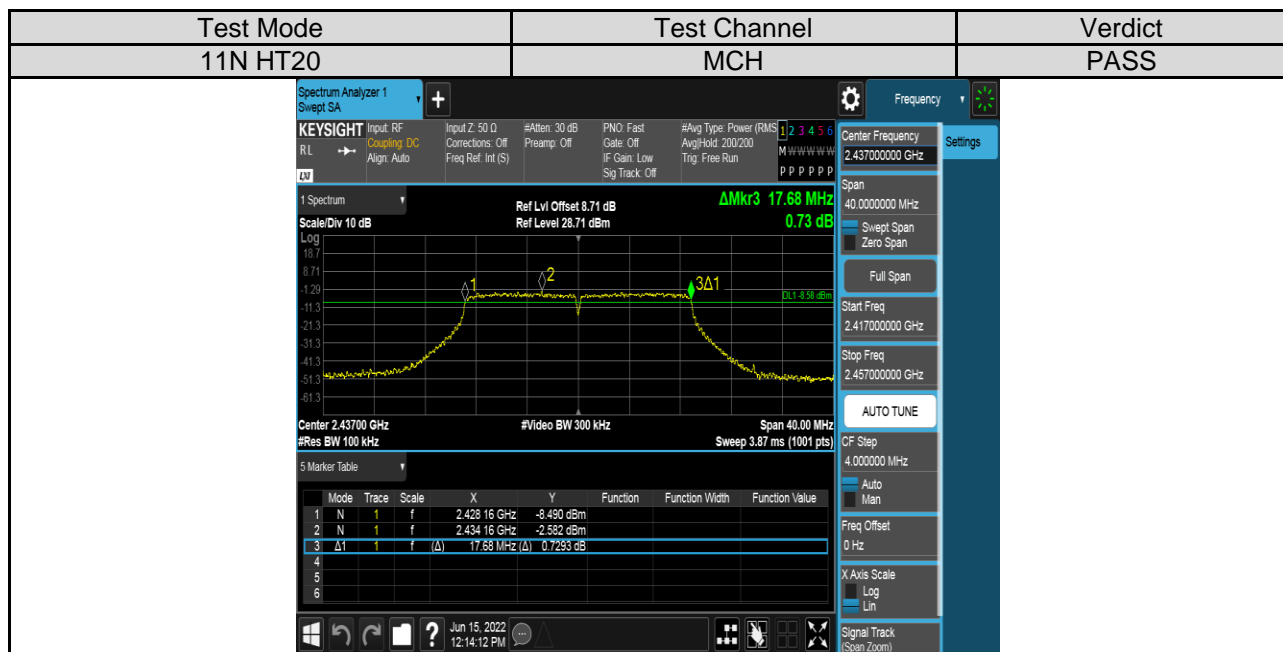 Test Mode Test Channel Verdict
11N HT20 MCH PASS
Spectrum Analyzer 1
Swept SA
+
Frequency
KEYSIGHT
RL
LXI
Input: RF
Coupling: DC
Align: Auto
Input Z: 50 Ω
Corrections: Off
Freq Ref: Int (S)
#Atten: 30 dB
Preamp: Off
PNO: Fast
Gate: Off
IF Gain: Low
Sig Track: Off
#Avg Type: Power (RMS
Avg|Hold: 200/200
Trig: Free Run
1 2 3 4 5 6
M W W W W W
P P P P P P
Settings
Center Frequency
2.437000000 GHz
Span
40.0000000 MHz
Swept Span
Zero Span
Full Span
Start Freq
2.417000000 GHz
Stop Freq
2.457000000 GHz
AUTO TUNE
CF Step
4.000000 MHz
Auto
Man
Freq Offset
0 Hz
X Axis Scale
Log
Lin
Signal Track
(Span Zoom)
1 Spectrum
Scale/Div 10 dB
Ref Lvl Offset 8.71 dB
Ref Level 28.71 dBm
ΔMkr3 17.68 MHz
0.73 dB
Log
18.7
8.71
-1.29
-11.3
-21.3
-31.3
-41.3
-51.3
-61.3
1
2
3Δ1
DL1 -8.58 dBm
Center 2.43700 GHz #Video BW 300 kHz Span 40.00 MHz
#Res BW 100 kHz Sweep 3.87 ms (1001 pts)
5 Marker Table
Mode Trace Scale X Y Function Function Width Function Value
1 N 1 f 2.428 16 GHz -8.490 dBm
2 N 1 f 2.434 16 GHz -2.582 dBm
3 Δ1 1 f (Δ) 17.68 MHz (Δ) 0.7293 dB
4
5
6
?
Jun 15, 2022
12:14:12 PM